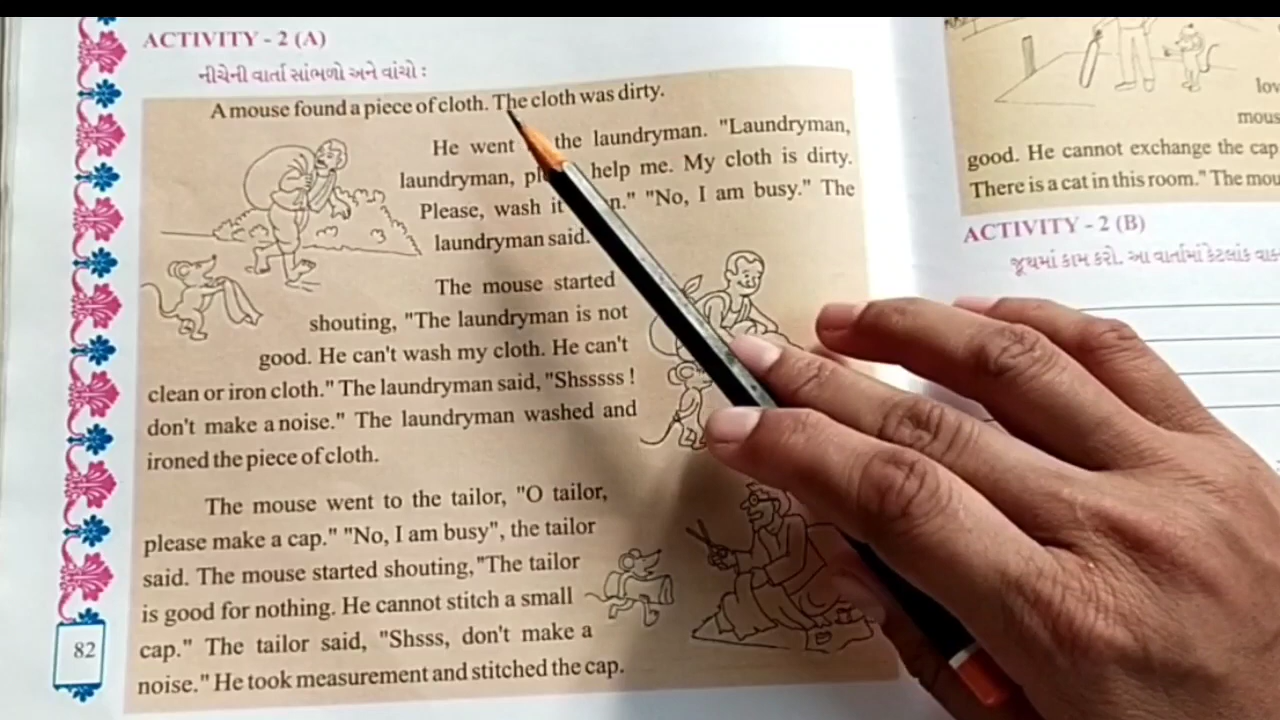 ACTIVITY - 2 (A)
નીચેની વાર્તા સાંભળો અને વાંચો :
A mouse found a piece of cloth. The cloth was dirty.
He went the laundryman. "Laundryman,
laundryman, help me. My cloth is dirty.
Please, wash it "No, I am busy." The
laundryman said.
The mouse started
shouting, "The laundryman is not
good. He can't wash my cloth. He can't
clean or iron cloth." The laundryman said, "Shsssss !
don't make a noise." The laundryman washed and
ironed the piece of cloth.
The mouse went to the tailor, "O tailor,
please make a cap." "No, I am busy", the tailor
said. The mouse started shouting, "The tailor
is good for nothing. He cannot stitch a small
cap." The tailor said, "Shsss, don't make a
noise." He took measurement and stitched the cap.
82
good. He cannot exchange the cap
There is a cat in this room." The
ACTIVITY - 2 (B)
જૂથમાં કામ કરો. આ વાર્તામાં કેટલાંક